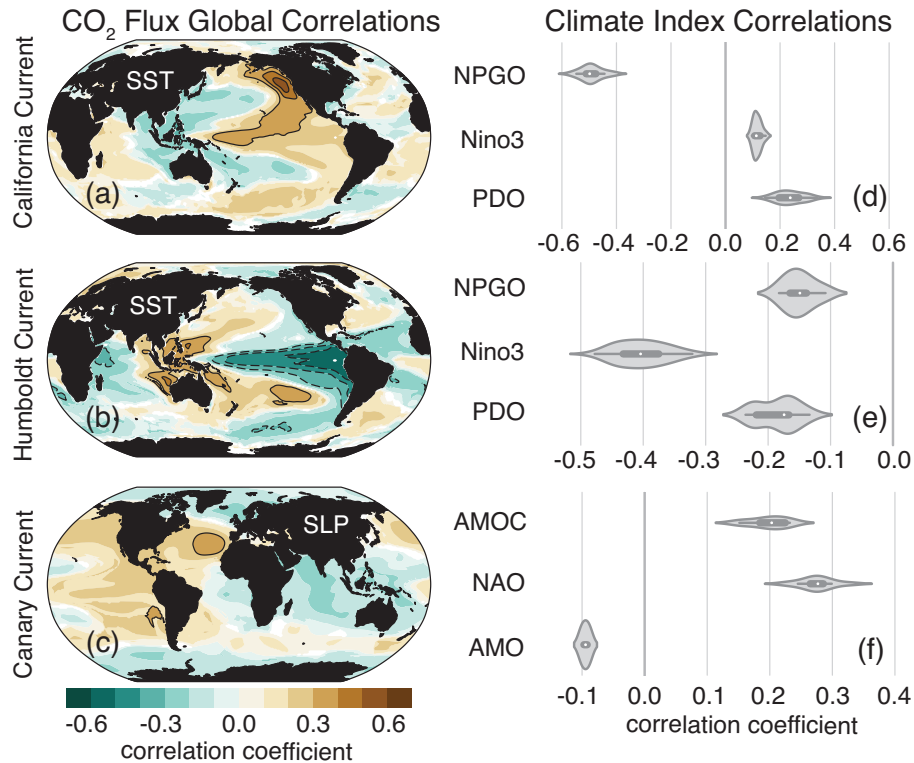 CO₂ Flux Global Correlations
Climate Index Correlations
California Current
SST
(a)
NPGO
Nino3
PDO
(d)
-0.6 -0.4 -0.2 0.0 0.2 0.4 0.6
Humboldt Current
SST
(b)
NPGO
Nino3
PDO
(e)
-0.5 -0.4 -0.3 -0.2 -0.1 0.0
Canary Current
SLP
(c)
AMOC
NAO
AMO
(f)
-0.1 0.0 0.1 0.2 0.3 0.4
correlation coefficient
-0.6 -0.3 0.0 0.3 0.6
correlation coefficient